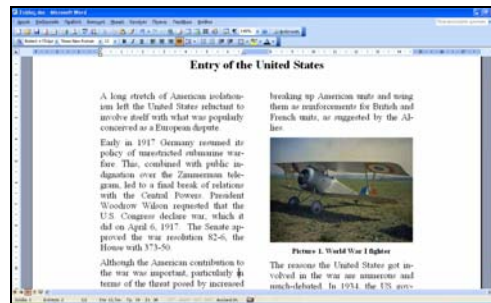 Entry of the United States
A long stretch of American isolation-
ism left the United States reluctant to
involve itself with what was popularly
conceived as a European dispute.
Early in 1917 Germany resumed its
policy of unrestricted submarine war-
fare. This, combined with public in-
dignation over the Zimmerman tele-
gram, led to a final break of relations
with the Central Powers. President
Woodrow Wilson requested that the
U.S. Congress declare war, which it
did on April 6, 1917. The Senate ap-
proved the war resolution 82-6, the
House with 373-50.
Although the American contribution to
the war was important, particularly in
terms of the threat posed by increased
breaking up American units and using
them as reinforcements for British and
French units, as suggested by the Al-
lies.
Picture 1. World War I fighter
The reasons the United States got in-
volved in the war are numerous and
much-debated. In 1934, the U.S. gov-